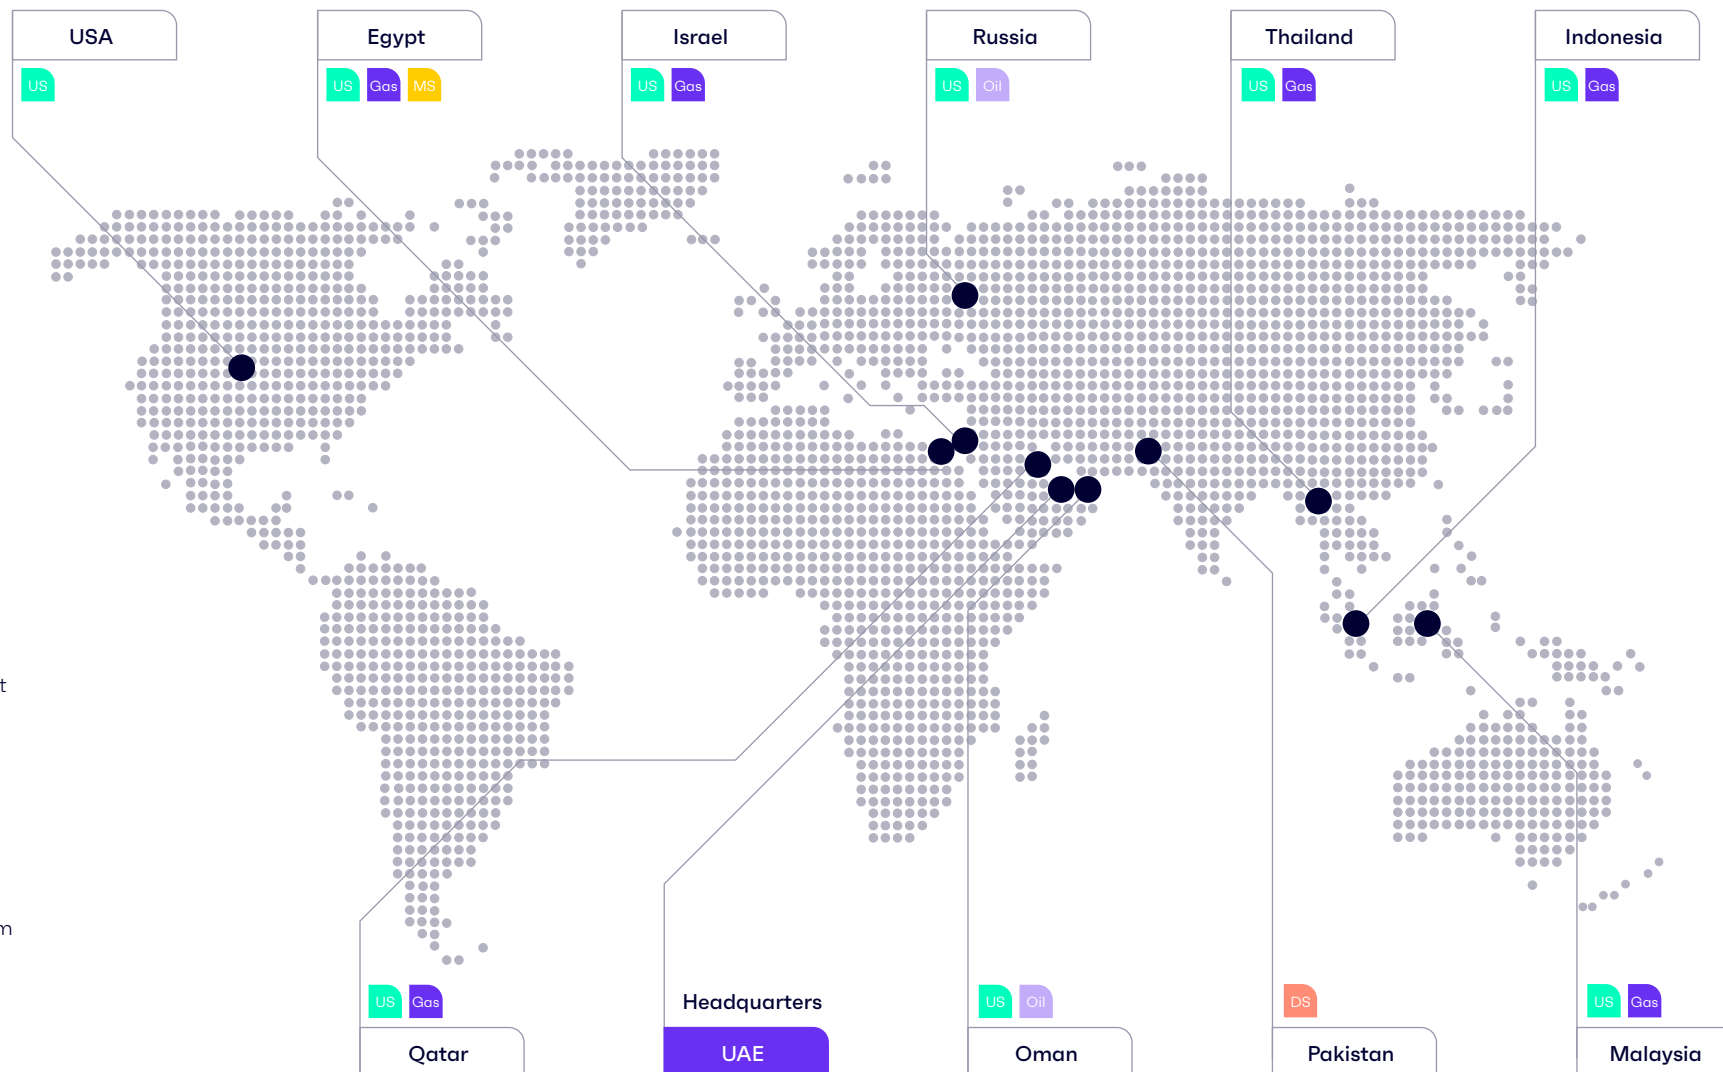 USA Egypt Israel Russia Thailand Indonesia
US US Gas MS US Gas US Oil US Gas US Gas
t
m
US Gas Headquarters US Oil DS US Gas
Qatar UAE Oman Pakistan Malaysia